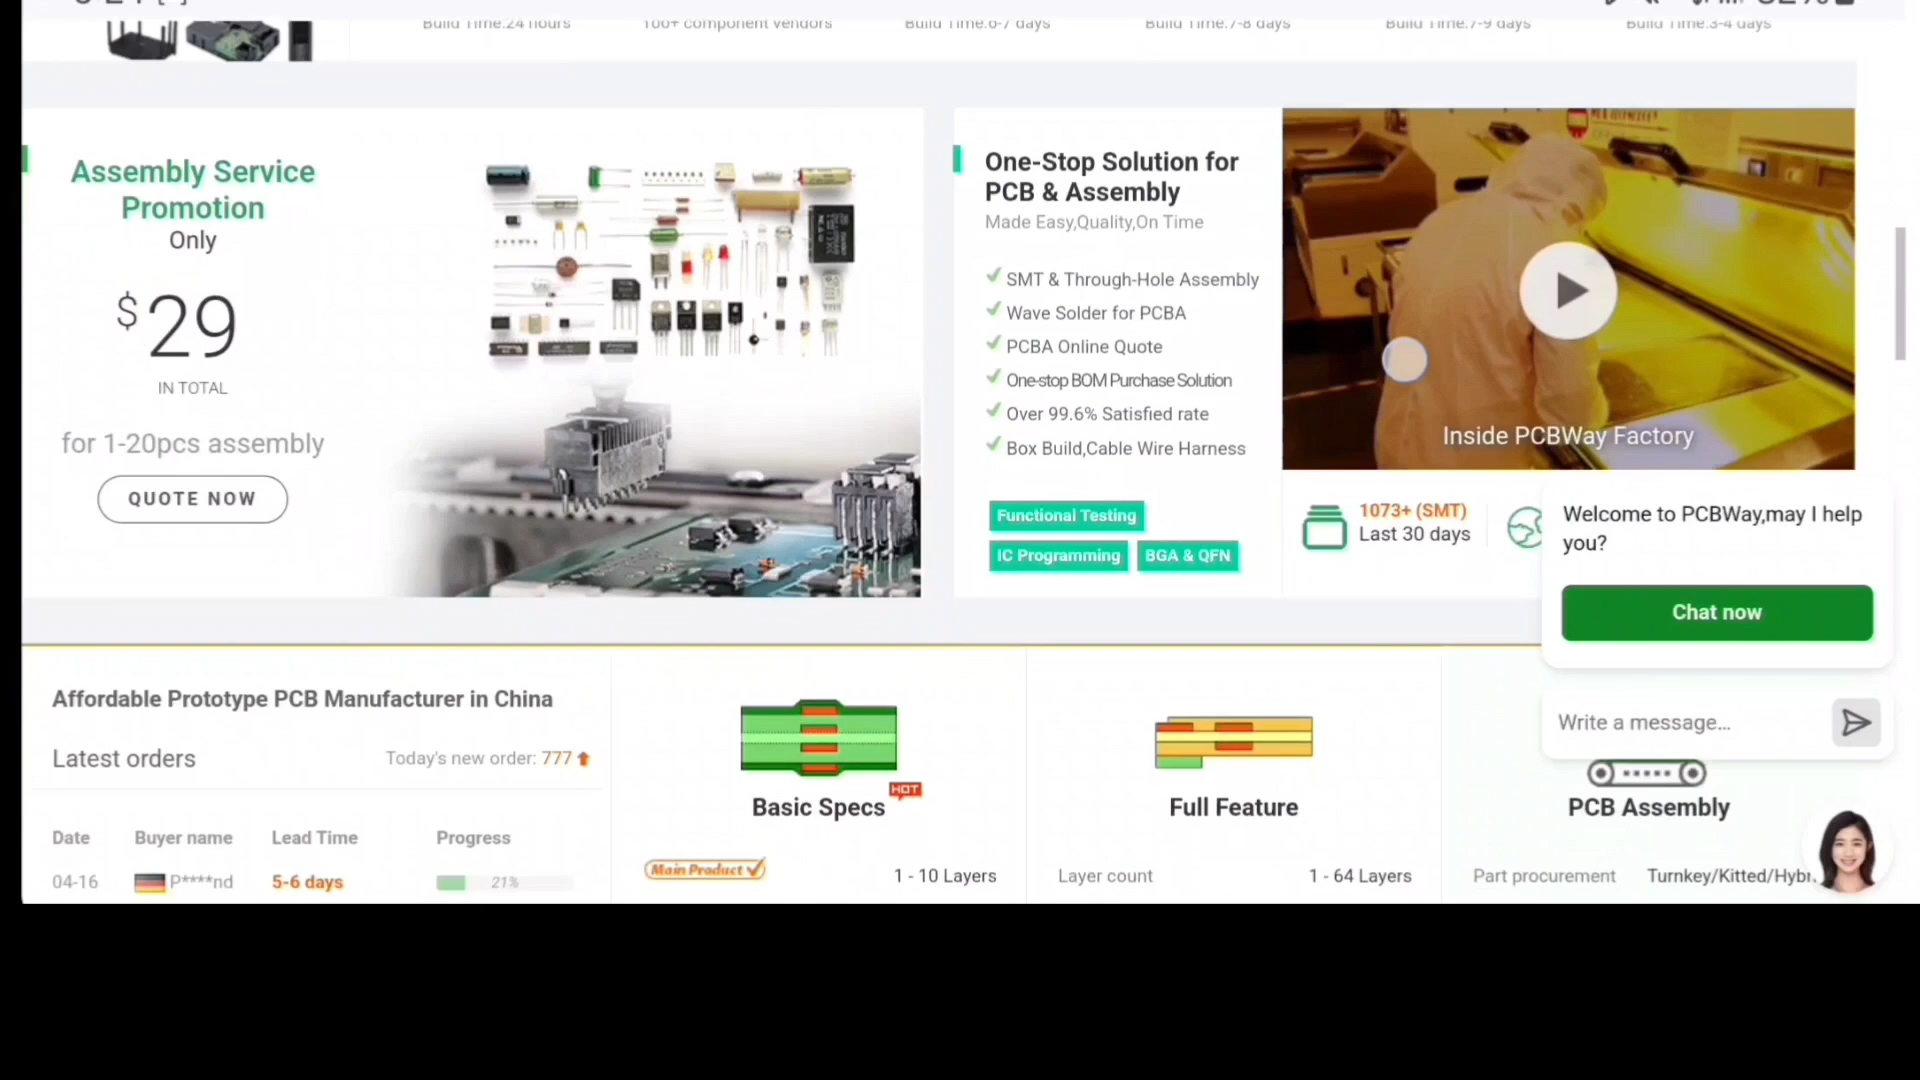 Build Time:24 hours
100+ component vendors
Build Time:6-7 days
Build Time:7-8 days
Build Time:7-9 days
Build Time:3-4 days
Assembly Service
Promotion
Only
$29
IN TOTAL
for 1-20pcs assembly
QUOTE NOW
One-Stop Solution for
PCB & Assembly
Made Easy,Quality,On Time
SMT & Through-Hole Assembly
Wave Solder for PCBA
PCBA Online Quote
One-stop BOM Purchase Solution
Over 99.6% Satisfied rate
Box Build,Cable Wire Harness
Functional Testing
IC Programming
BGA & QFN
Inside PCBWay Factory
1073+ (SMT)
Last 30 days
Welcome to PCBWay,may I help
you?
Chat now
Write a message...
Affordable Prototype PCB Manufacturer in China
Latest orders
Today's new order: 777
Date
Buyer name
Lead Time
Progress
04-16
P****nd
5-6 days
21%
HOT
Basic Specs
Main Product
1 - 10 Layers
Full Feature
Layer count
1 - 64 Layers
PCB Assembly
Part procurement
Turnkey/Kitted/Hybr